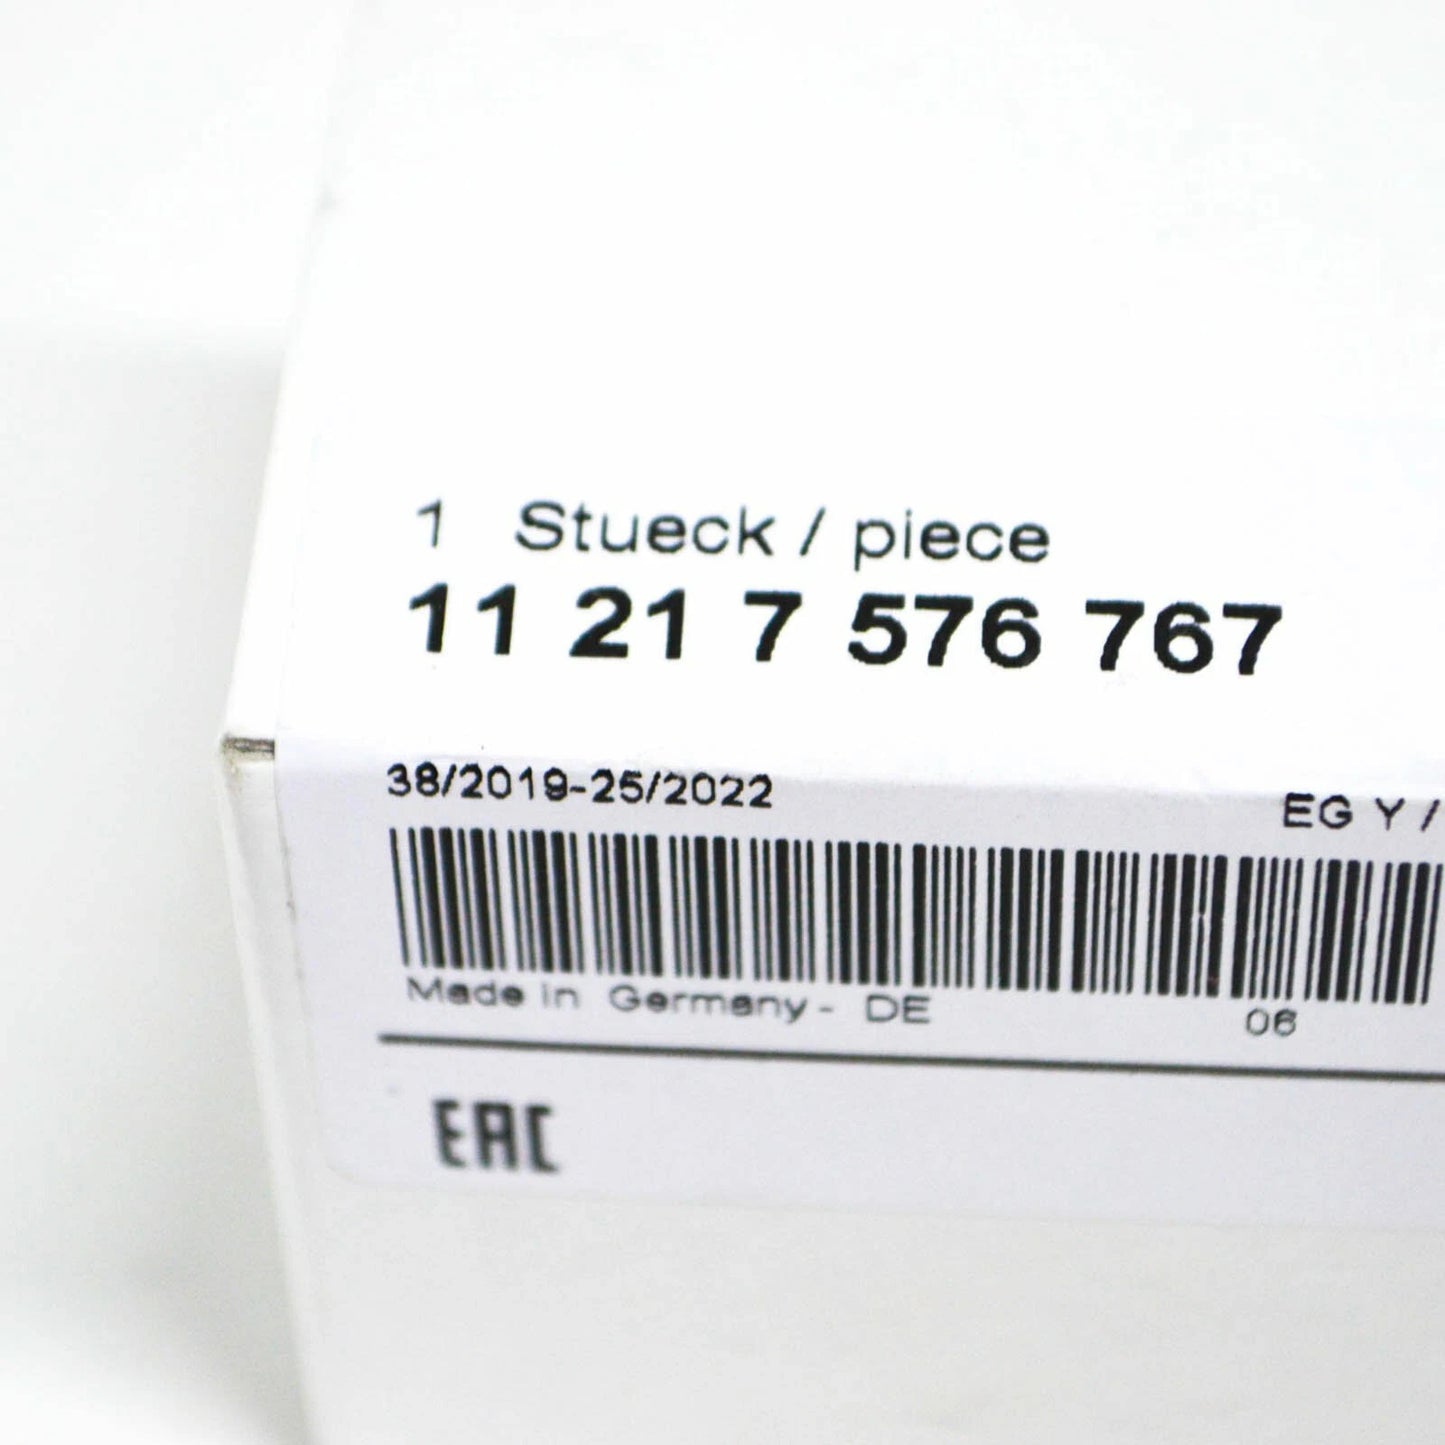 1 Stueck / piece
11 21 7 576 767
38/2019-25/2022
EG Y /
Made in Germany - DE
06
EAC